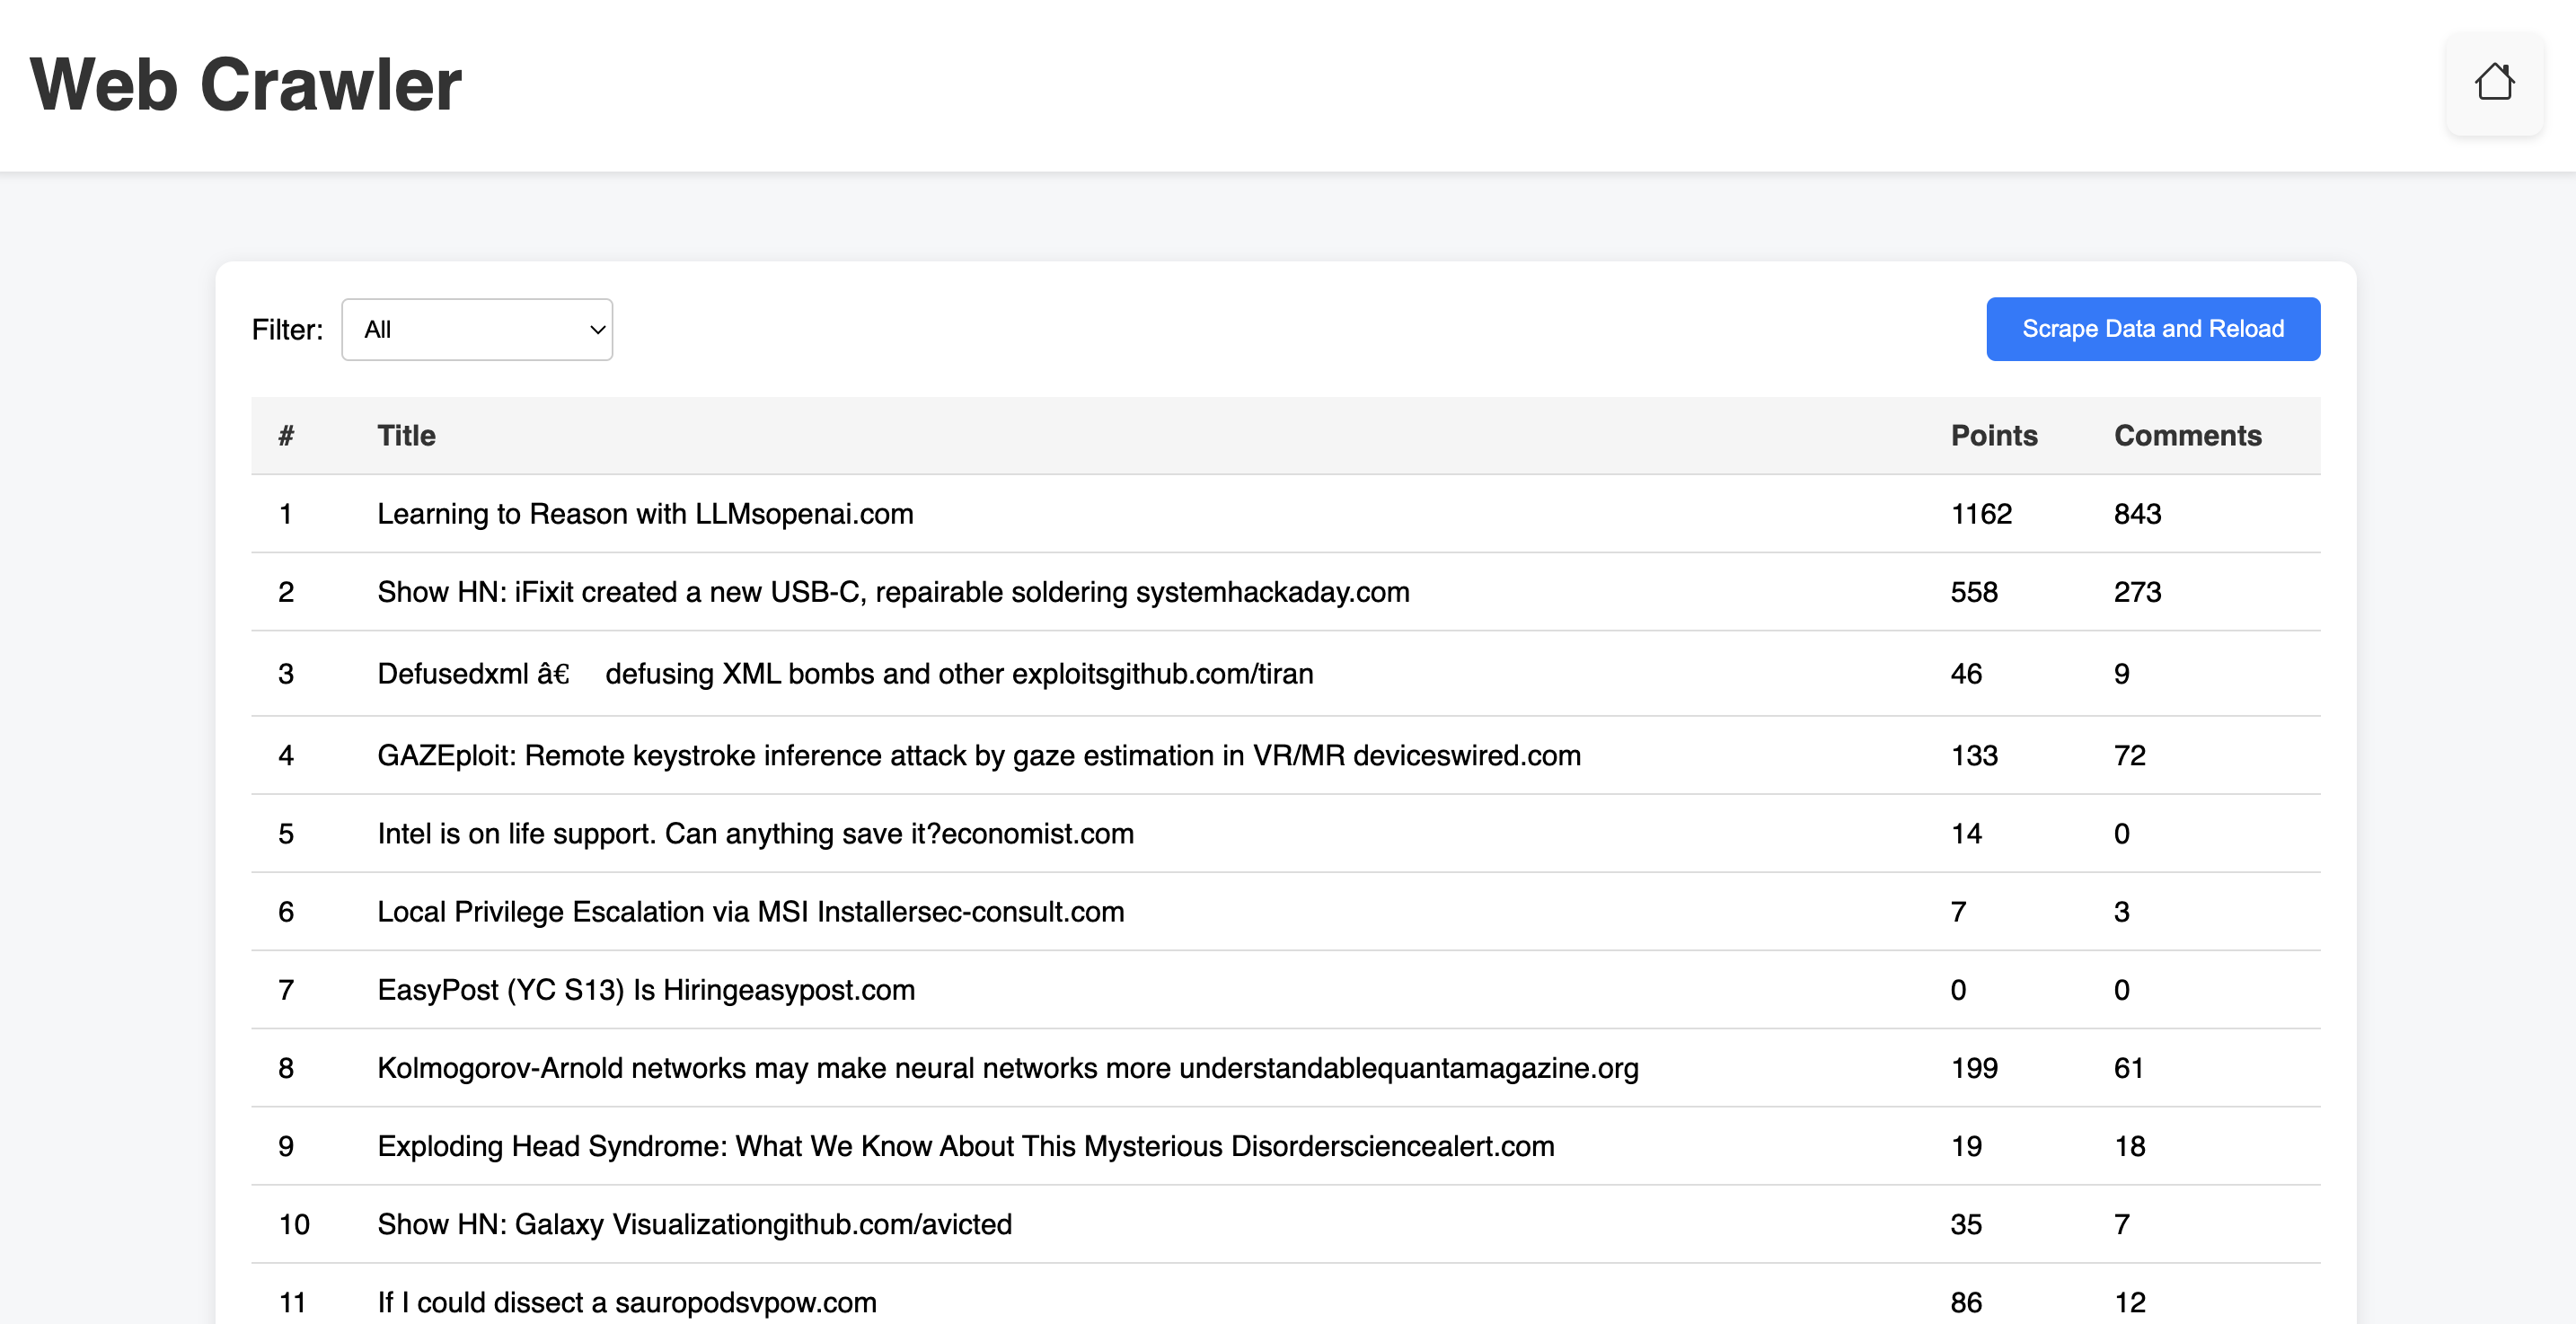 Web Crawler
Filter: All Scrape Data and Reload
# Title Points Comments
1 Learning to Reason with LLMsopenai.com 1162 843
2 Show HN: iFixit created a new USB-C, repairable soldering systemhackaday.com 558 273
3 Defusedxml â€ defusing XML bombs and other exploitsgithub.com/tiran 46 9
4 GAZEploit: Remote keystroke inference attack by gaze estimation in VR/MR deviceswired.com 133 72
5 Intel is on life support. Can anything save it?economist.com 14 0
6 Local Privilege Escalation via MSI Installersec-consult.com 7 3
7 EasyPost (YC S13) Is Hiringeasypost.com 0 0
8 Kolmogorov-Arnold networks may make neural networks more understandablequantamagazine.org 199 61
9 Exploding Head Syndrome: What We Know About This Mysterious Disordersciencealert.com 19 18
10 Show HN: Galaxy Visualizationgithub.com/avicted 35 7
11 If I could dissect a sauropodsvpow.com 86 12